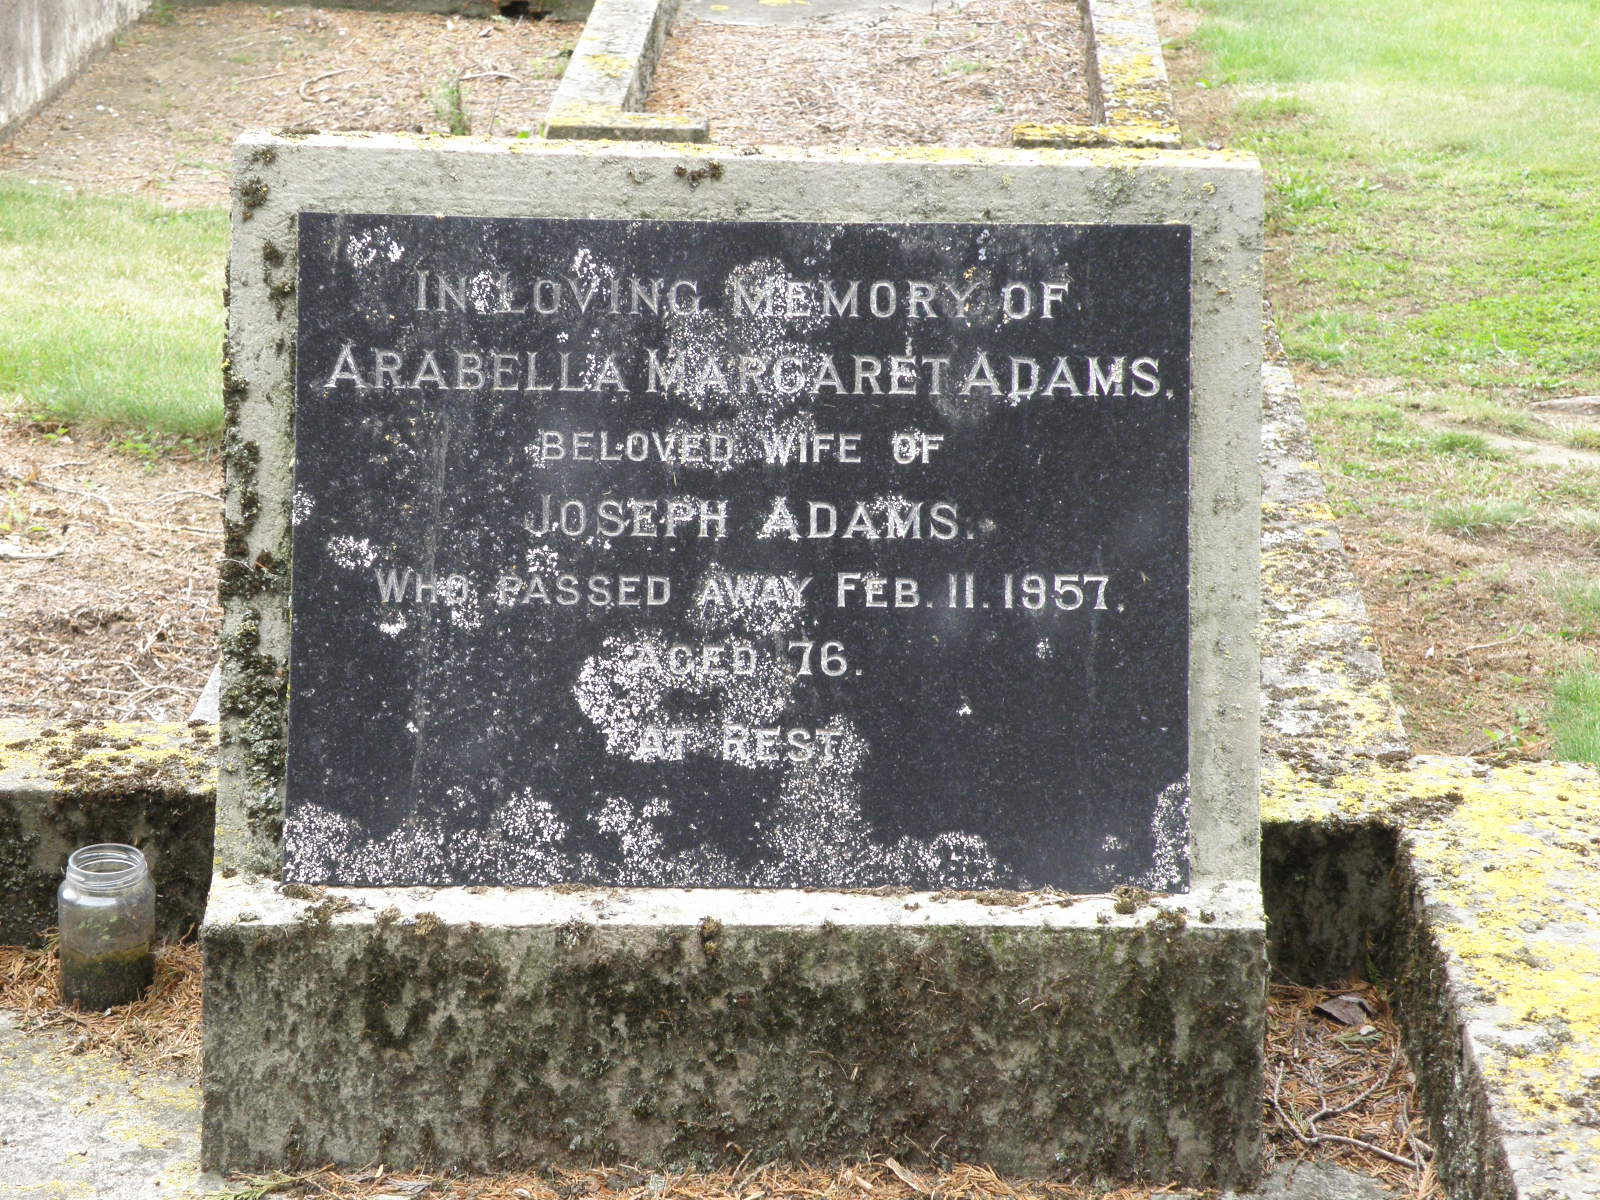 IN LOVING MEMORY OF
ARABELLA MARGARET ADAMS,
BELOVED WIFE OF
JOSEPH ADAMS.
WHO PASSED AWAY FEB. 11. 1957,
AGED 76.
AT REST.